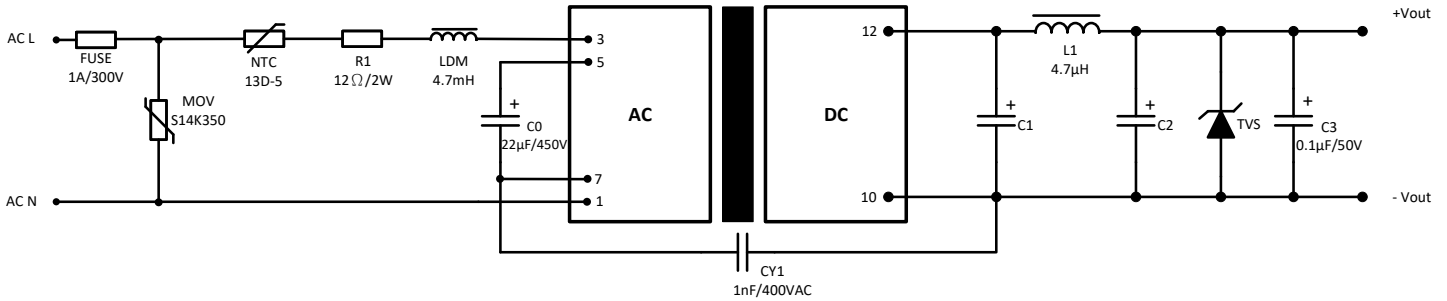 AC L
FUSE
1A/300V
MOV
S14K350
NTC
13D-5
R1
12Ω/2W
LDM
4.7mH
+
C0
22μF/450V
3
5
7
1
AC
DC
12
10
+
C1
L1
4.7μH
+
C2
TVS
+
C3
0.1μF/50V
+Vout
- Vout
AC N
CY1
1nF/400VAC